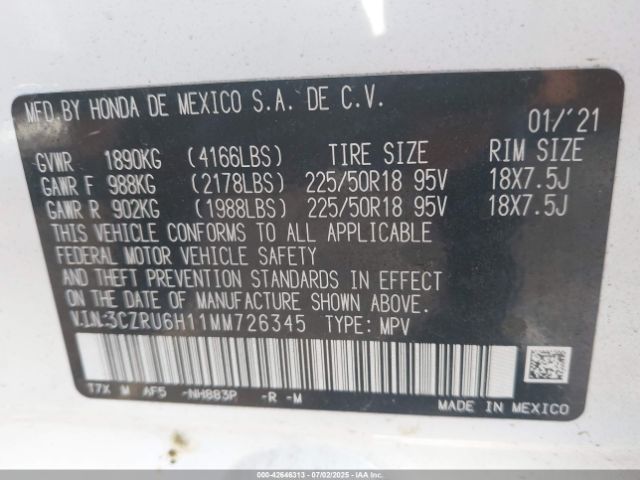 MFD.BY HONDA DE MEXICO S.A. DE C.V.
01/'21
GVWR 1890KG (4166LBS) TIRE SIZE RIM SIZE
GAWR F 988KG (2178LBS) 225/50R18 95V 18X7.5J
GAWR R 902KG (1988LBS) 225/50R18 95V 18X7.5J
THIS VEHICLE CONFORMS TO ALL APPLICABLE
FEDERAL MOTOR VEHICLE SAFETY
AND THEFT PREVENTION STANDARDS IN EFFECT
ON THE DATE OF MANUFACTURE SHOWN ABOVE.
V.I.N:3CZRU6H11MM726345 TYPE: MPV
T7X M AF5 -NH883P -R -M
MADE IN MEXICO
000-42646313 - 07/02/2025 - IAA Holdings, LLC. Copyright